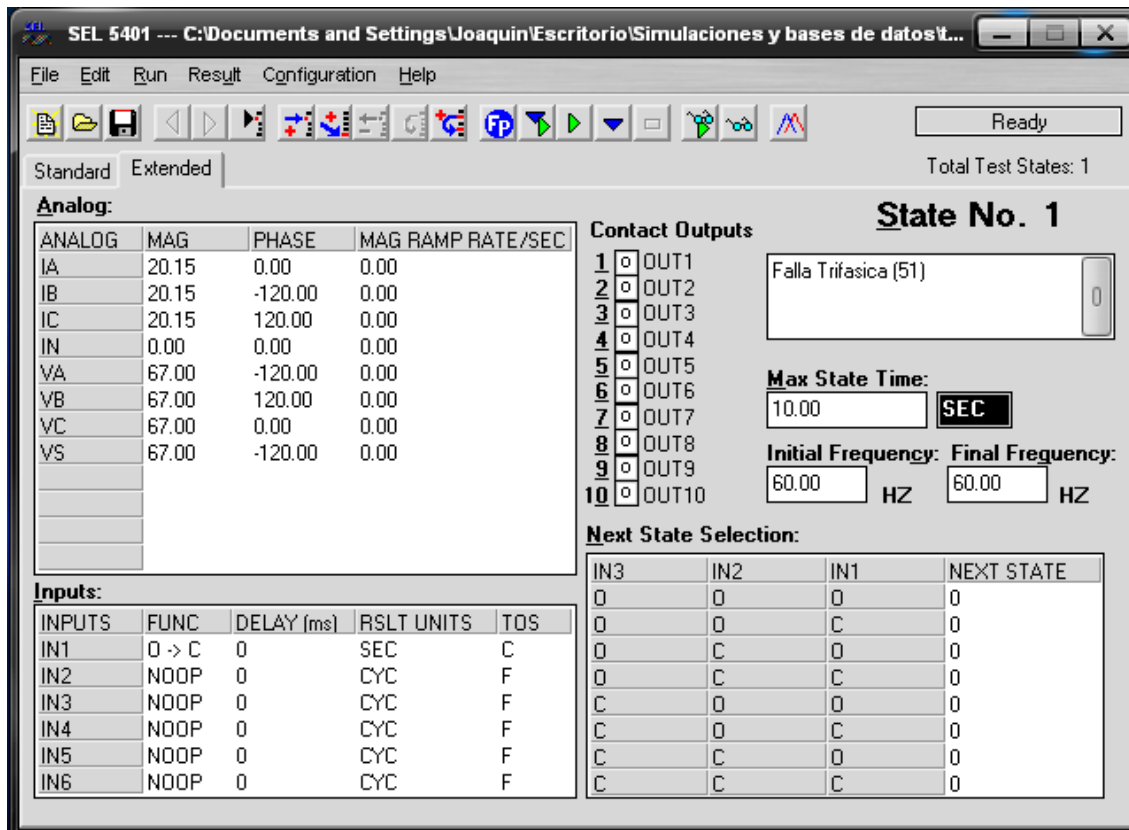 SEL 5401 --- C:\Documents and Settings\Joaquin\Escritorio\Simulaciones y bases de datos\t...
File Edit Run Result Configuration Help
Fp
Ready
Standard Extended
Total Test States: 1
Analog:
ANALOG MAG PHASE MAG RAMP RATE/SEC
IA 20.15 0.00 0.00
IB 20.15 -120.00 0.00
IC 20.15 120.00 0.00
IN 0.00 0.00 0.00
VA 67.00 -120.00 0.00
VB 67.00 120.00 0.00
VC 67.00 0.00 0.00
VS 67.00 -120.00 0.00
Contact Outputs
1 O OUT1
2 O OUT2
3 O OUT3
4 O OUT4
5 O OUT5
6 O OUT6
7 O OUT7
8 O OUT8
9 O OUT9
10 O OUT10
State No. 1
Falla Trifasica (51)
0
Max State Time:
10.00 SEC
Initial Frequency: Final Frequency:
60.00 HZ 60.00 HZ
Inputs:
INPUTS FUNC DELAY (ms) RSLT UNITS TOS
IN1 O -> C 0 SEC C
IN2 NOOP 0 CYC F
IN3 NOOP 0 CYC F
IN4 NOOP 0 CYC F
IN5 NOOP 0 CYC F
IN6 NOOP 0 CYC F
Next State Selection:
IN3 IN2 IN1 NEXT STATE
O O O 0
O O C 0
O C O 0
O C C 0
C O O 0
C O C 0
C C O 0
C C C 0